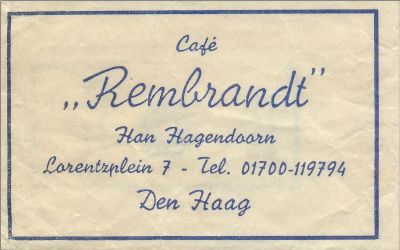 Café
„Rembrandt”
Han Hagendoorn
Lorentzplein 7 - Tel. 01700-119794
Den Haag